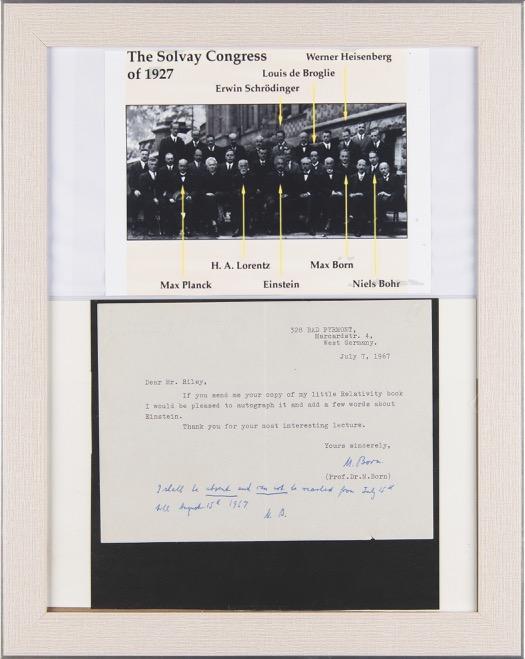 The Solvay Congress
of 1927
Werner Heisenberg
Louis de Broglie
Erwin Schrödinger
H. A. Lorentz
Max Born
Max Planck
Einstein
Niels Bohr
328 BAD PYRMONT,
Marcardstr. 4,
West Germany.
July 7, 1967
Dear Mr. Riley,
If you send me your copy of my little Relativity book
I would be pleased to autograph it and add a few words about
Einstein.
Thank you for your most interesting lecture.
Yours sincerely,
M. Born
(Prof.Dr.M.Born)
I shall be absent and can not be reached from July 15th
till August 15th 1967
M. B.